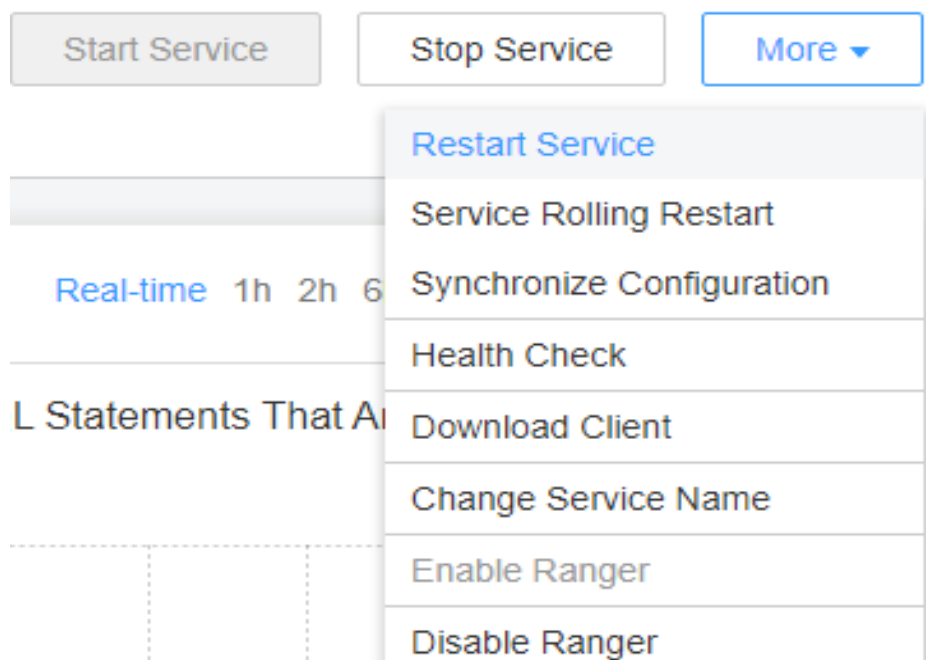 Start Service
Stop Service
More
Restart Service
Service Rolling Restart
Synchronize Configuration
Health Check
Download Client
Change Service Name
Enable Ranger
Disable Ranger
Real-time 1h 2h 6
L Statements That A